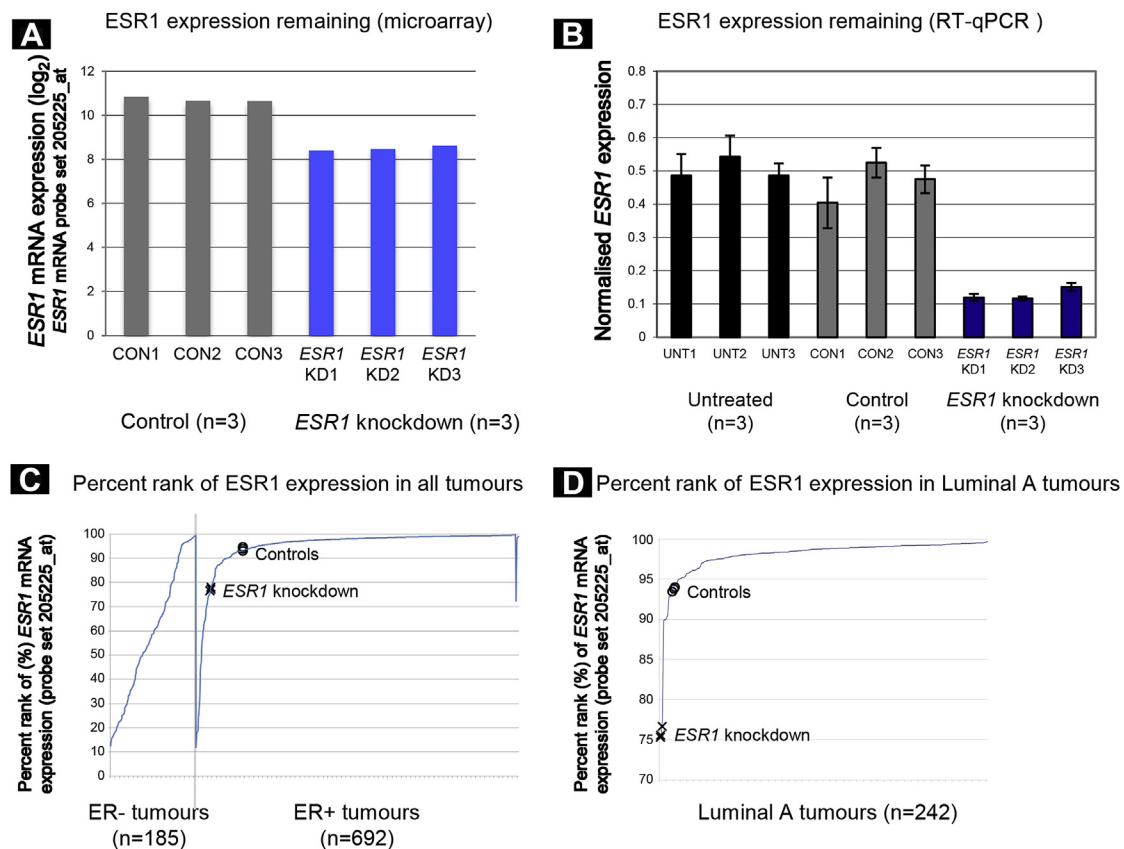 A
ESR1 expression remaining (microarray)
ESR1 mRNA expression (log2)
ESR1 mRNA probe set 205225_at
12
10
8
6
4
2
0
CON1 CON2 CON3 ESR1 KD1 ESR1 KD2 ESR1 KD3
Control (n=3) ESR1 knockdown (n=3)
B
ESR1 expression remaining (RT-qPCR )
Normalised ESR1 expression
0.8
0.7
0.6
0.5
0.4
0.3
0.2
0.1
0
UNT1 UNT2 UNT3 CON1 CON2 CON3 ESR1 KD1 ESR1 KD2 ESR1 KD3
Untreated (n=3)
Control (n=3)
ESR1 knockdown (n=3)
C
Percent rank of ESR1 expression in all tumours
Percent rank of (%) ESR1 mRNA
expression (probe set 205225_at)
100
90
80
70
60
50
40
30
20
10
0
Controls
ESR1 knockdown
ER- tumours
(n=185)
ER+ tumours
(n=692)
D
Percent rank of ESR1 expression in Luminal A tumours
Percent rank (%) of ESR1 mRNA
expression (probe set 205225_at)
100
95
90
85
80
75
70
Controls
ESR1 knockdown
Luminal A tumours (n=242)